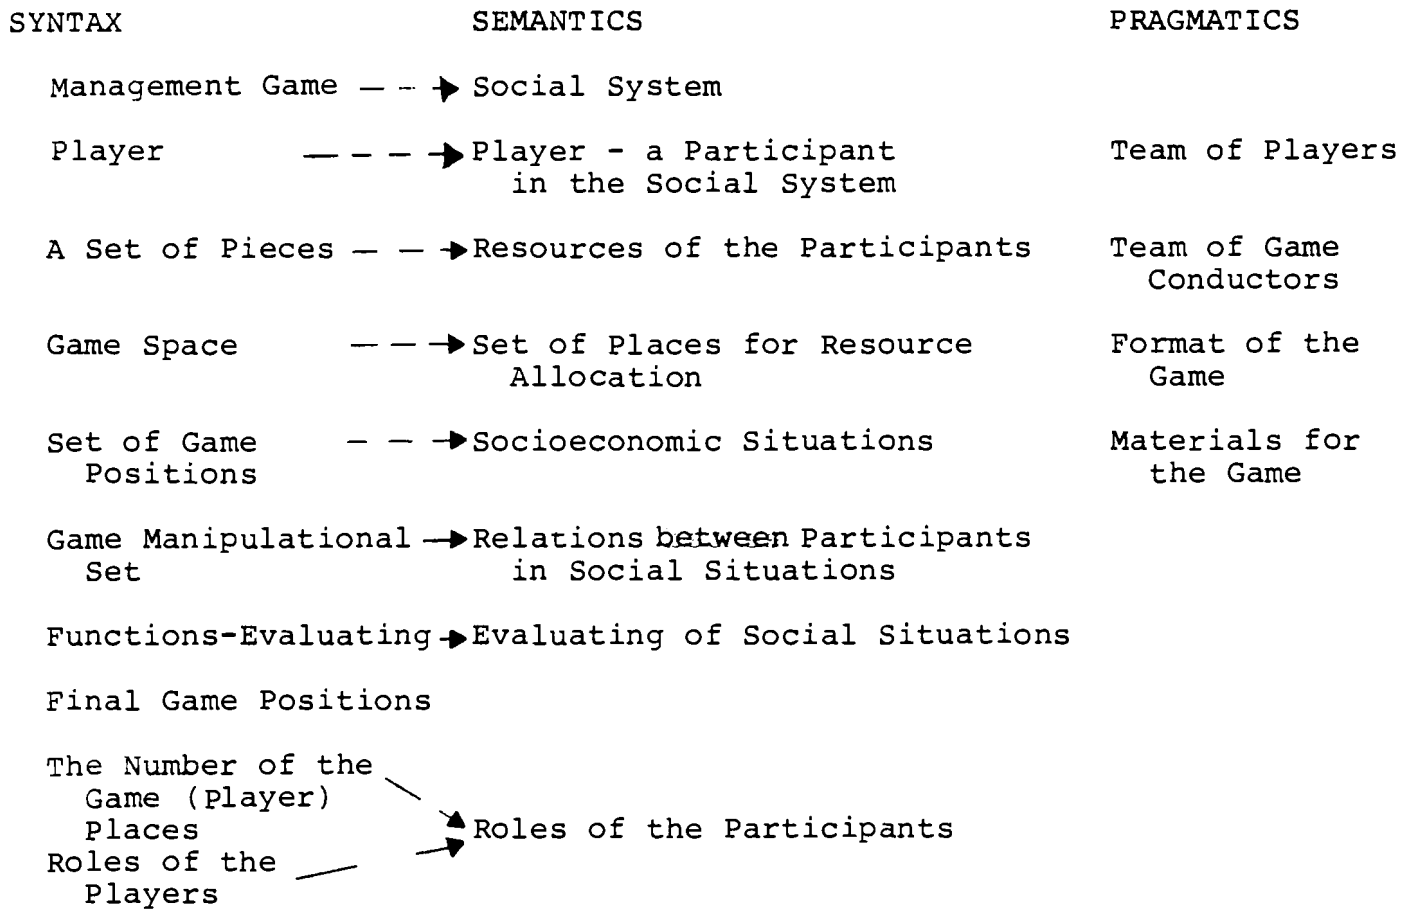 SYNTAX SEMANTICS PRAGMATICS
Management Game Social System
Player Player - a Participant Team of Players
in the Social System
A Set of Pieces Resources of the Participants Team of Game
Conductors
Game Space Set of Places for Resource Format of the
Allocation Game
Set of Game Socioeconomic Situations Materials for
Positions the Game
Game Manipulational Relations between Participants
Set in Social Situations
Functions-Evaluating Evaluating of Social Situations
Final Game Positions
The Number of the
Game (Player)
Places Roles of the Participants
Roles of the
Players